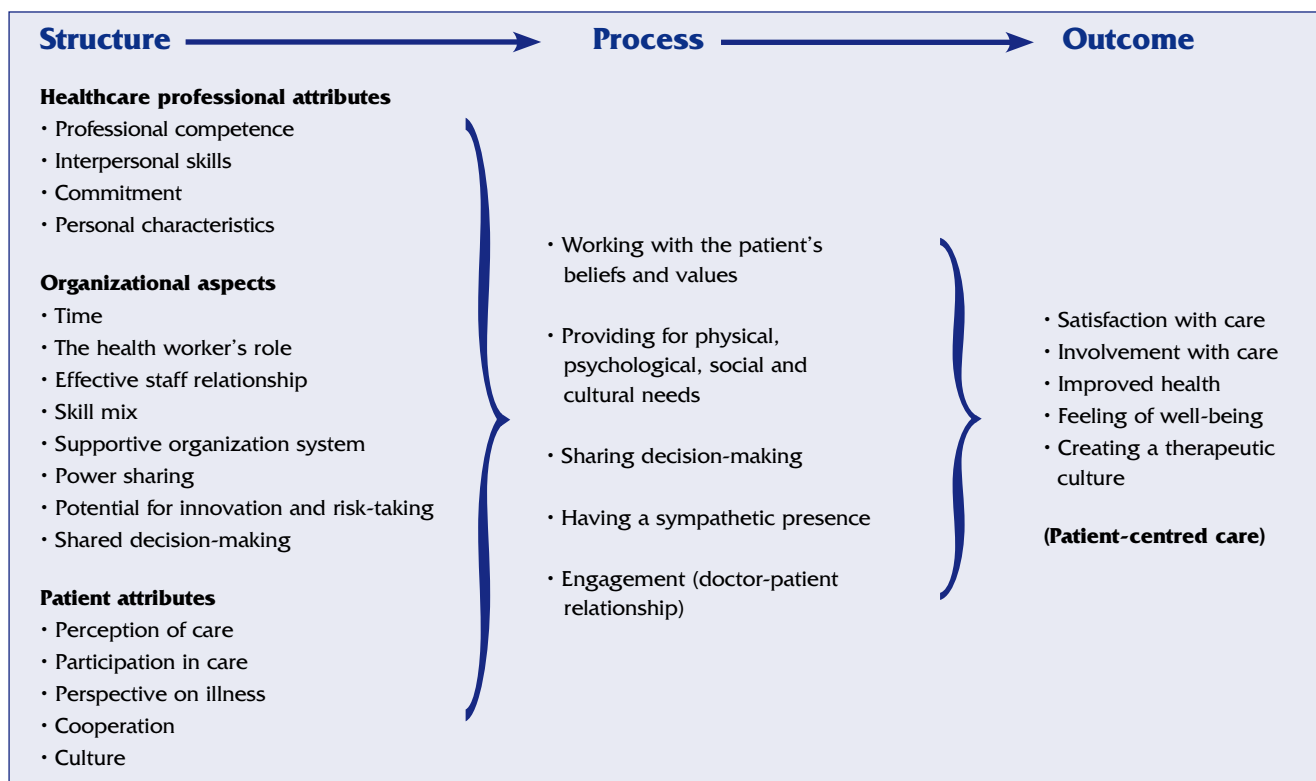 Structure
Process
Outcome
Healthcare professional attributes
• Professional competence
• Interpersonal skills
• Commitment
• Personal characteristics
Organizational aspects
• Time
• The health worker's role
• Effective staff relationship
• Skill mix
• Supportive organization system
• Power sharing
• Potential for innovation and risk-taking
• Shared decision-making
Patient attributes
• Perception of care
• Participation in care
• Perspective on illness
• Cooperation
• Culture
• Working with the patient's
beliefs and values
• Providing for physical,
psychological, social and
cultural needs
• Sharing decision-making
• Having a sympathetic presence
• Engagement (doctor-patient
relationship)
• Satisfaction with care
• Involvement with care
• Improved health
• Feeling of well-being
• Creating a therapeutic
culture
(Patient-centred care)